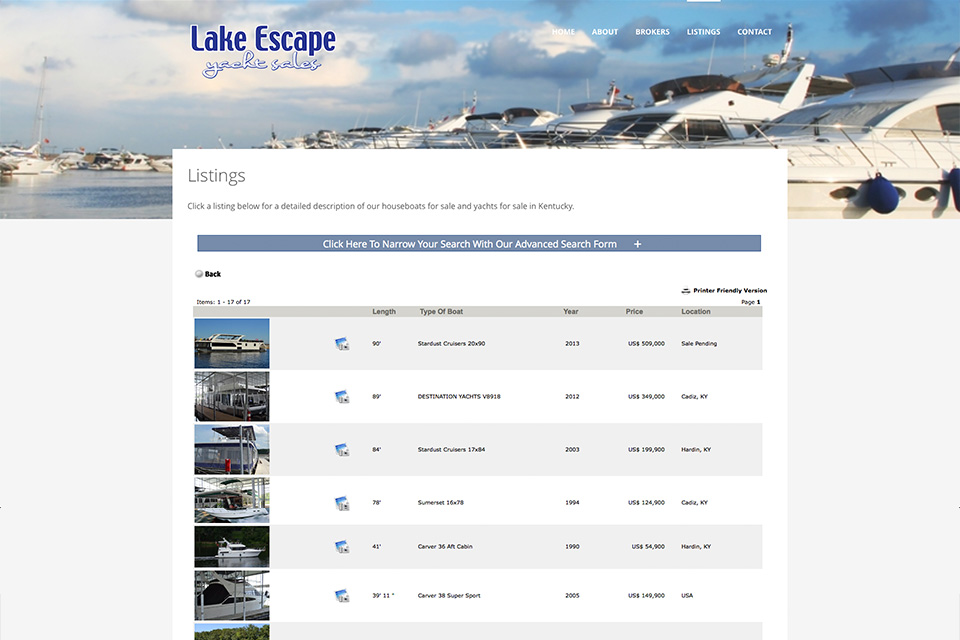 Lake Escape
yacht sales
HOME ABOUT BROKERS LISTINGS CONTACT
Listings
Click a listing below for a detailed description of our houseboats for sale and yachts for sale in Kentucky.
Click Here To Narrow Your Search With Our Advanced Search Form +
Back
Printer Friendly Version
Items: 1 - 17 of 17 Page 1
Length Type Of Boat Year Price Location
90' Stardust Cruisers 20x90 2013 US$ 509,000 Sale Pending
89' DESTINATION YACHTS V8918 2012 US$ 349,000 Cadiz, KY
84' Stardust Cruisers 17x84 2003 US$ 199,900 Hardin, KY
78' Sumerset 16x78 1994 US$ 124,900 Cadiz, KY
41' Carver 36 Aft Cabin 1990 US$ 54,900 Hardin, KY
39' 11 " Carver 38 Super Sport 2005 US$ 149,900 USA